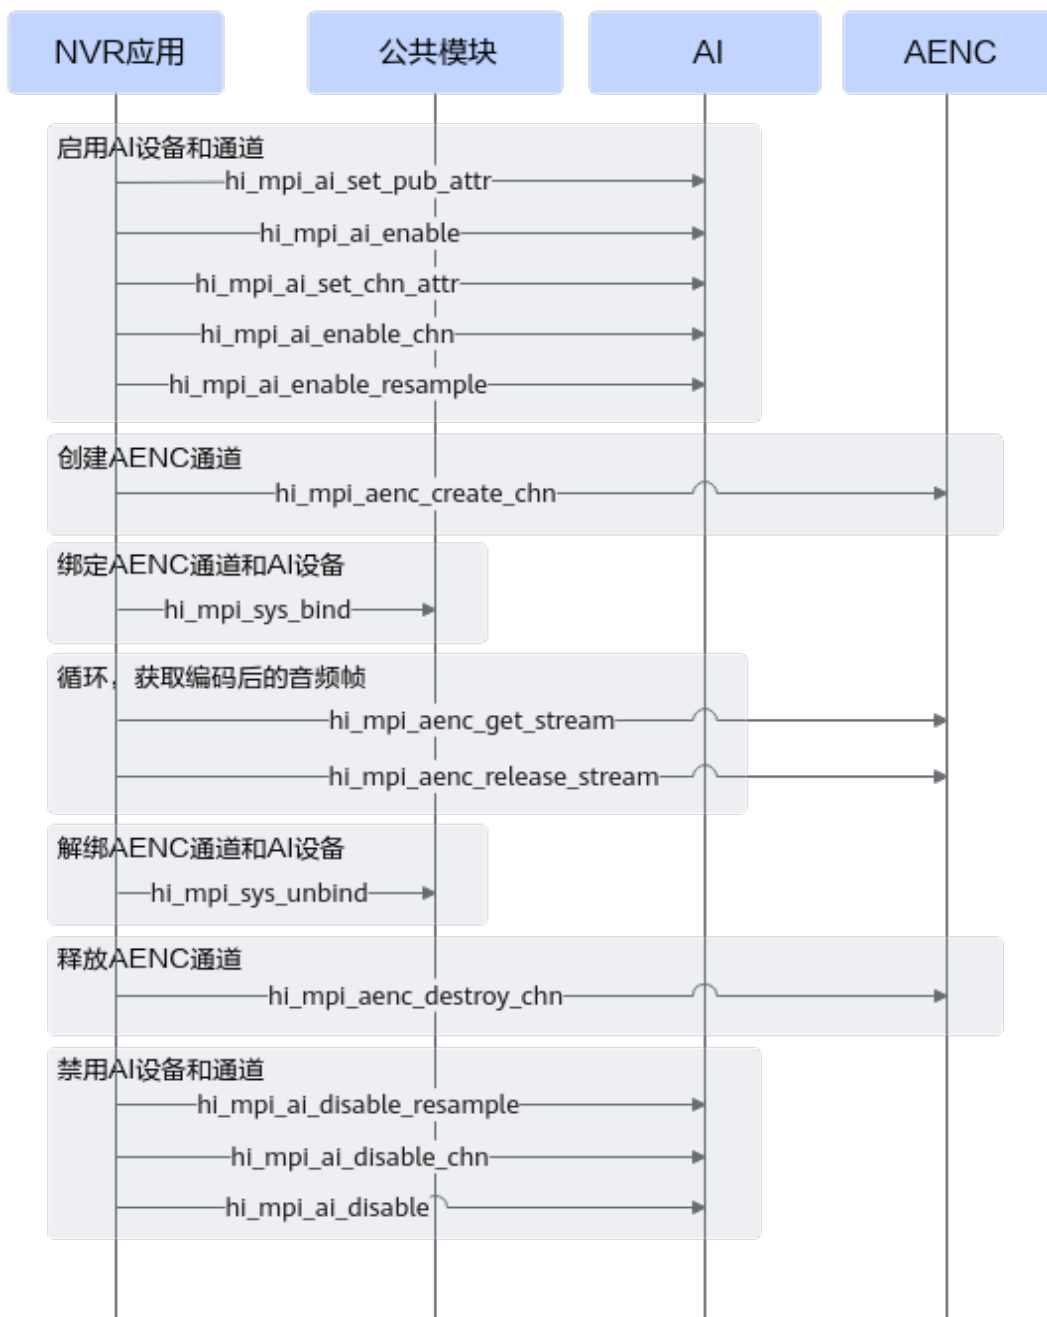 NVR应用
公共模块
AI
AENC
启用AI设备和通道
hi_mpi_ai_set_pub_attr
hi_mpi_ai_enable
hi_mpi_ai_set_chn_attr
hi_mpi_ai_enable_chn
hi_mpi_ai_enable_resample
创建AENC通道
hi_mpi_aenc_create_chn
绑定AENC通道和AI设备
hi_mpi_sys_bind
循环，获取编码后的音频帧
hi_mpi_aenc_get_stream
hi_mpi_aenc_release_stream
解绑AENC通道和AI设备
hi_mpi_sys_unbind
释放AENC通道
hi_mpi_aenc_destroy_chn
禁用AI设备和通道
hi_mpi_ai_disable_resample
hi_mpi_ai_disable_chn
hi_mpi_ai_disable